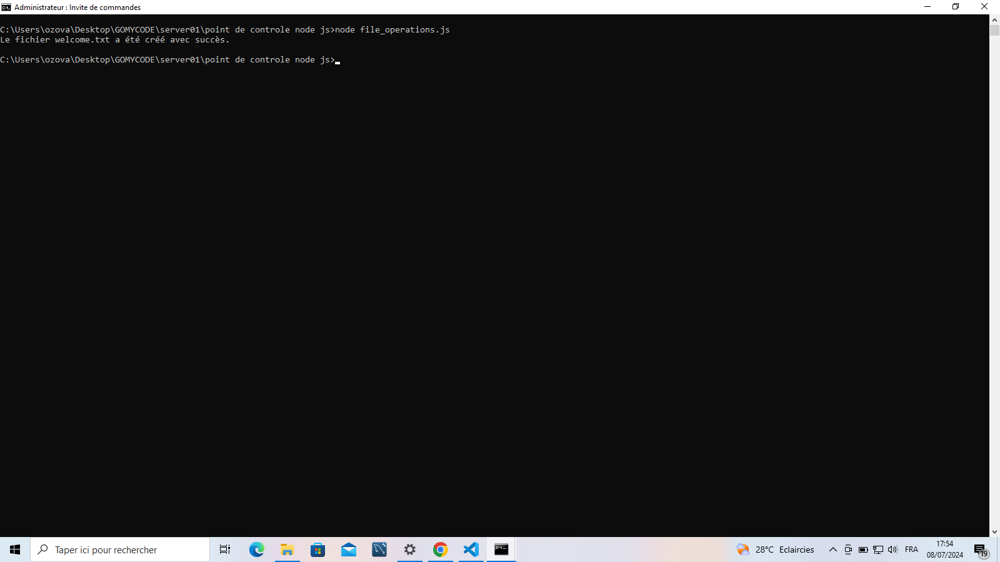 Administrateur : Invite de commandes
C:\Users\ozova\Desktop\GOMYCODE\server01\point de controle node js>node file_operations.js
Le fichier welcome.txt a été créé avec succès.
C:\Users\ozova\Desktop\GOMYCODE\server01\point de controle node js>
Taper ici pour rechercher
28°C Eclaircies
FRA
17:54
08/07/2024
19